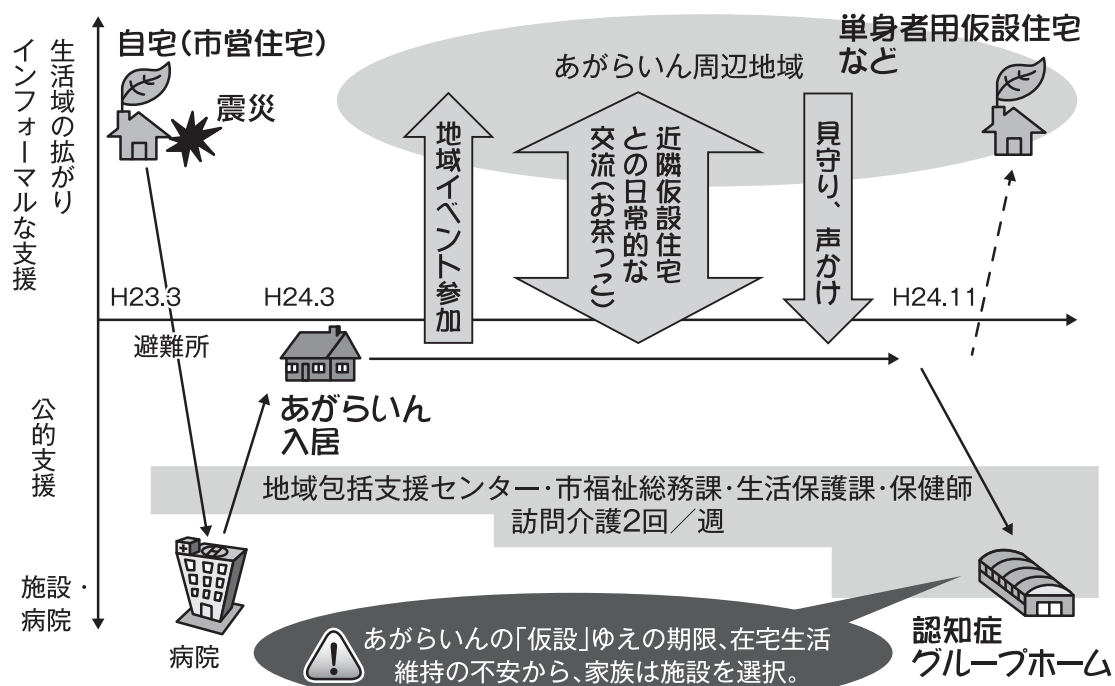 生活域の拡がり
インフォーマルな支援
公的支援
施設・
病院
自宅(市営住宅)
震災
あがらいん周辺地域
単身者用仮設住宅
など
地域イベント参加
近隣仮設住宅
との日常的な
交流(お茶っこ)
見守り、声かけ
H23.3
H24.3
H24.11
避難所
あがらいん
入居
地域包括支援センター・市福祉総務課・生活保護課・保健師
訪問介護2回／週
病院
あがらいんの「仮設」ゆえの期限、在宅生活
維持の不安から、家族は施設を選択。
認知症
グループホーム